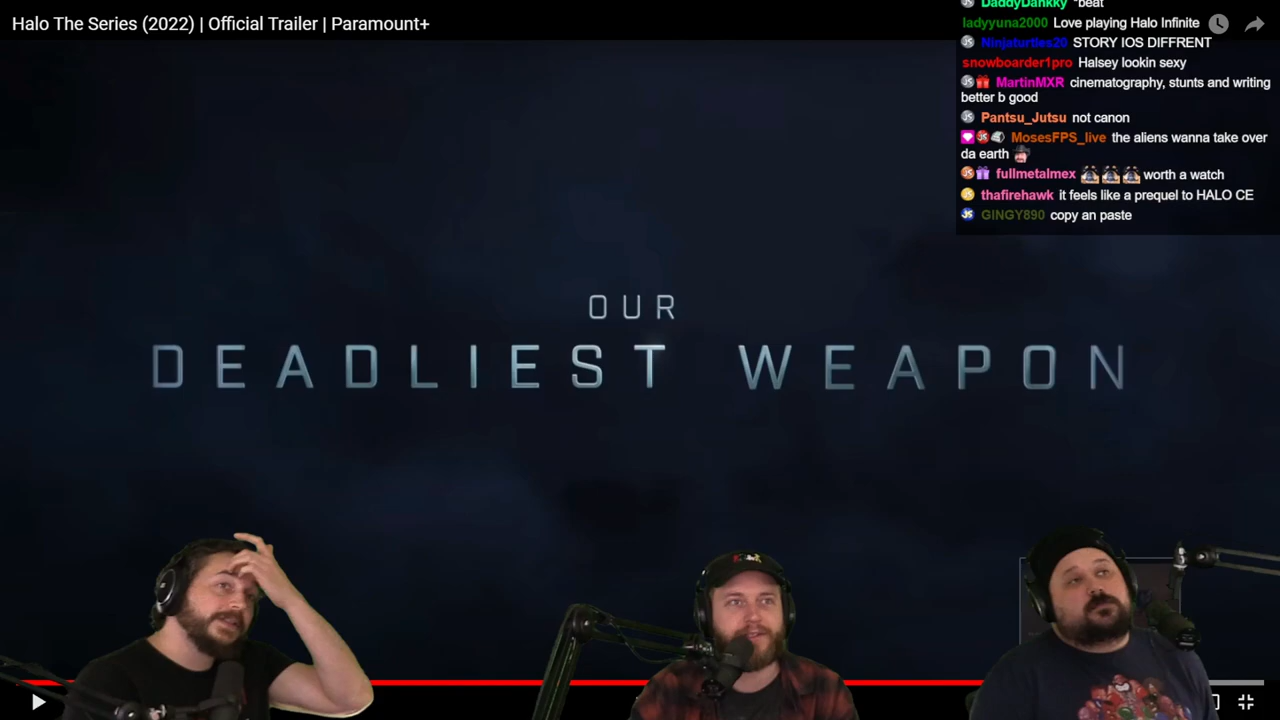 Halo The Series (2022) | Official Trailer | Paramount+
DaddyDankky *beat
ladyyuna2000 Love playing Halo Infinite
Ninjaturtles20 STORY IOS DIFFRENT
snowboarder1pro Halsey lookin sexy
MartinMXR cinematography, stunts and writing
better b good
Pantsu_Jutsu not canon
MosesFPS_live the aliens wanna take over
da earth
fullmetalmex worth a watch
thafirehawk it feels like a prequel to HALO CE
GINGY890 copy an paste
OUR
DEADLIEST WEAPON